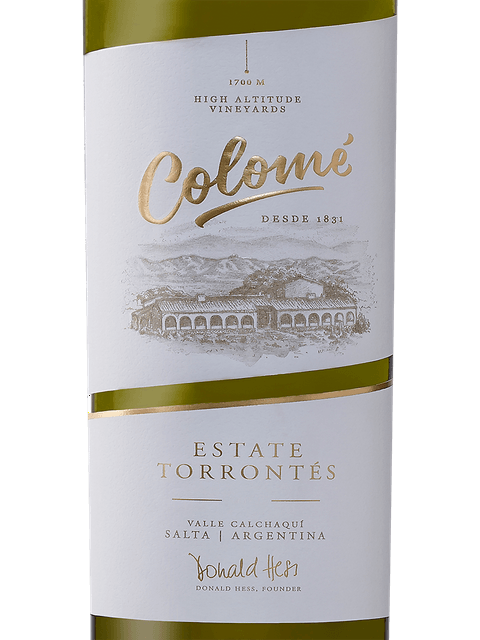 1700 M
HIGH ALTITUDE
VINEYARDS
Colomé
DESDE 1831
ESTATE
TORRONTÉS
VALLE CALCHAQUÍ
SALTA | ARGENTINA
Donald Hess
DONALD HESS, FOUNDER